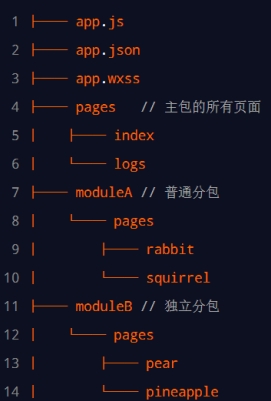 1 ├── app.js
2 ├── app.json
3 ├── app.wxss
4 ├── pages // 主包的所有页面
5 │   ├── index
6 │   └── logs
7 ├── moduleA // 普通分包
8 │   └── pages
9 │       ├── rabbit
10 │       └── squirrel
11 ├── moduleB // 独立分包
12 │   └── pages
13 │       ├── pear
14 │       └── pineapple